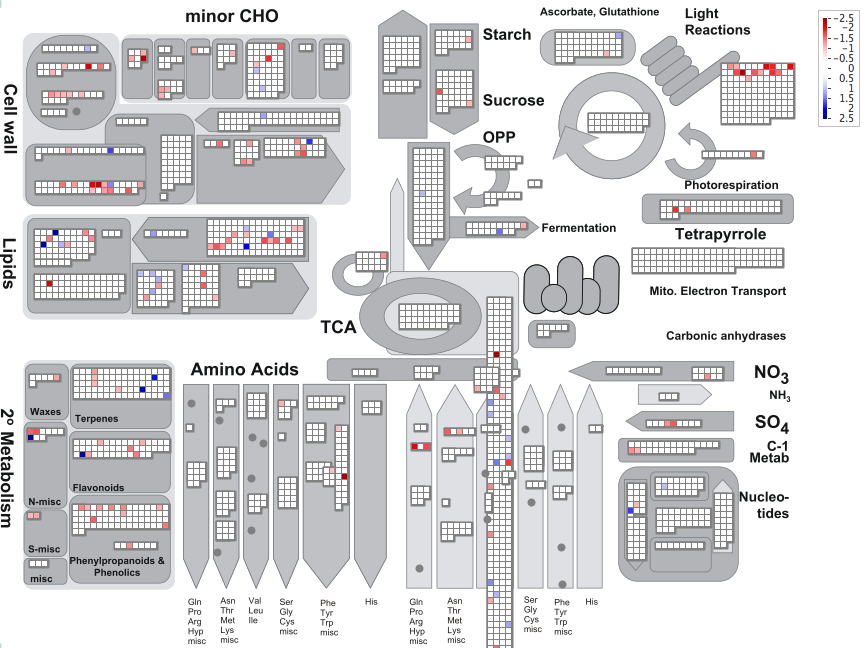 minor CHO
Ascorbate, Glutathione
Light
Reactions
-2.5
-2
-1.5
-1
-0.5
0
0.5
1
1.5
2
2.5
Starch
Sucrose
Cell wall
OPP
Photorespiration
Fermentation
Tetrapyrrole
Lipids
Mito. Electron Transport
TCA
Carbonic anhydrases
Amino Acids
NO3
NH3
SO4
C-1
Metab
Nucleo-
tides
2° Metabolism
Waxes
Terpenes
N-misc
Flavonoids
S-misc
misc
Phenylpropanoids &
Phenolics
Gln
Pro
Arg
Hyp
misc
Asn
Thr
Met
Lys
misc
Val
Leu
Ile
Ser
Gly
Cys
misc
Phe
Tyr
Trp
misc
His
Gln
Pro
Arg
Hyp
misc
Asn
Thr
Met
Lys
misc
Ser
Gly
Cys
misc
Phe
Tyr
Trp
misc
His